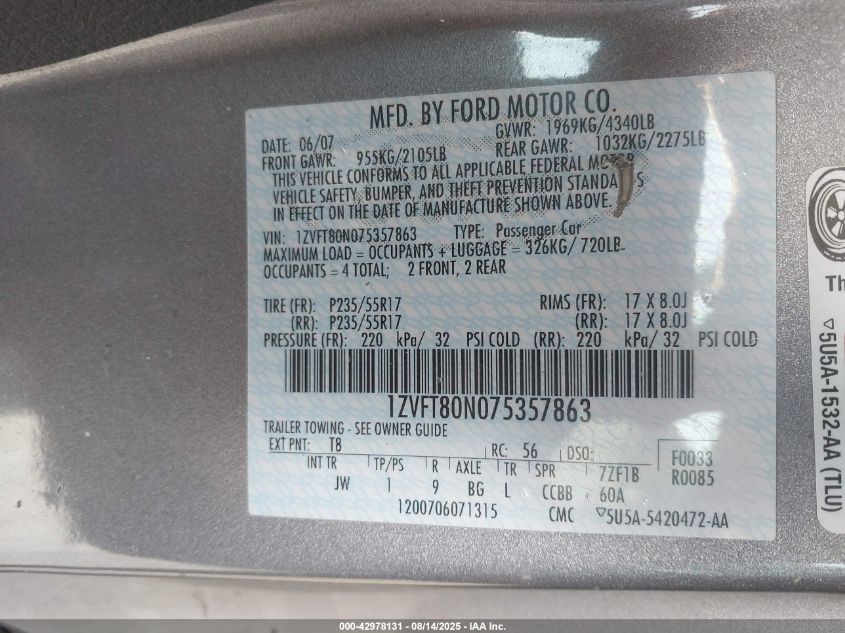 MFD. BY FORD MOTOR CO.
DATE: 06/07 GVWR: 1969KG/4340LB
FRONT GAWR: 955KG/2105LB REAR GAWR: 1032KG/2275LB
THIS VEHICLE CONFORMS TO ALL APPLICABLE FEDERAL MOTOR
VEHICLE SAFETY, BUMPER, AND THEFT PREVENTION STANDA S
IN EFFECT ON THE DATE OF MANUFACTURE SHOWN ABOVE.
VIN: 1ZVFT80N075357863 TYPE: Passenger Car
MAXIMUM LOAD = OCCUPANTS + LUGGAGE = 326KG/ 720LB
OCCUPANTS = 4 TOTAL; 2 FRONT, 2 REAR
TIRE (FR): P235/55R17 RIMS (FR): 17 X 8.0J
(RR): P235/55R17 (RR): 17 X 8.0J
PRESSURE (FR): 220 kPa/ 32 PSI COLD (RR): 220 kPa/ 32 PSI COLD
1ZVFT80N075357863
TRAILER TOWING - SEE OWNER GUIDE
EXT PNT: T8 RC: 56 DSO: F0033
INT TR TP/PS R AXLE TR SPR 7ZF1B R0085
JW 1 9 BG L CCBB 60A
1200706071315 CMC ▽5U5A-5420472-AA
Th
▽5U5A-1532-AA (TLU)
000-42978131 - 08/14/2025 - IAA Inc.